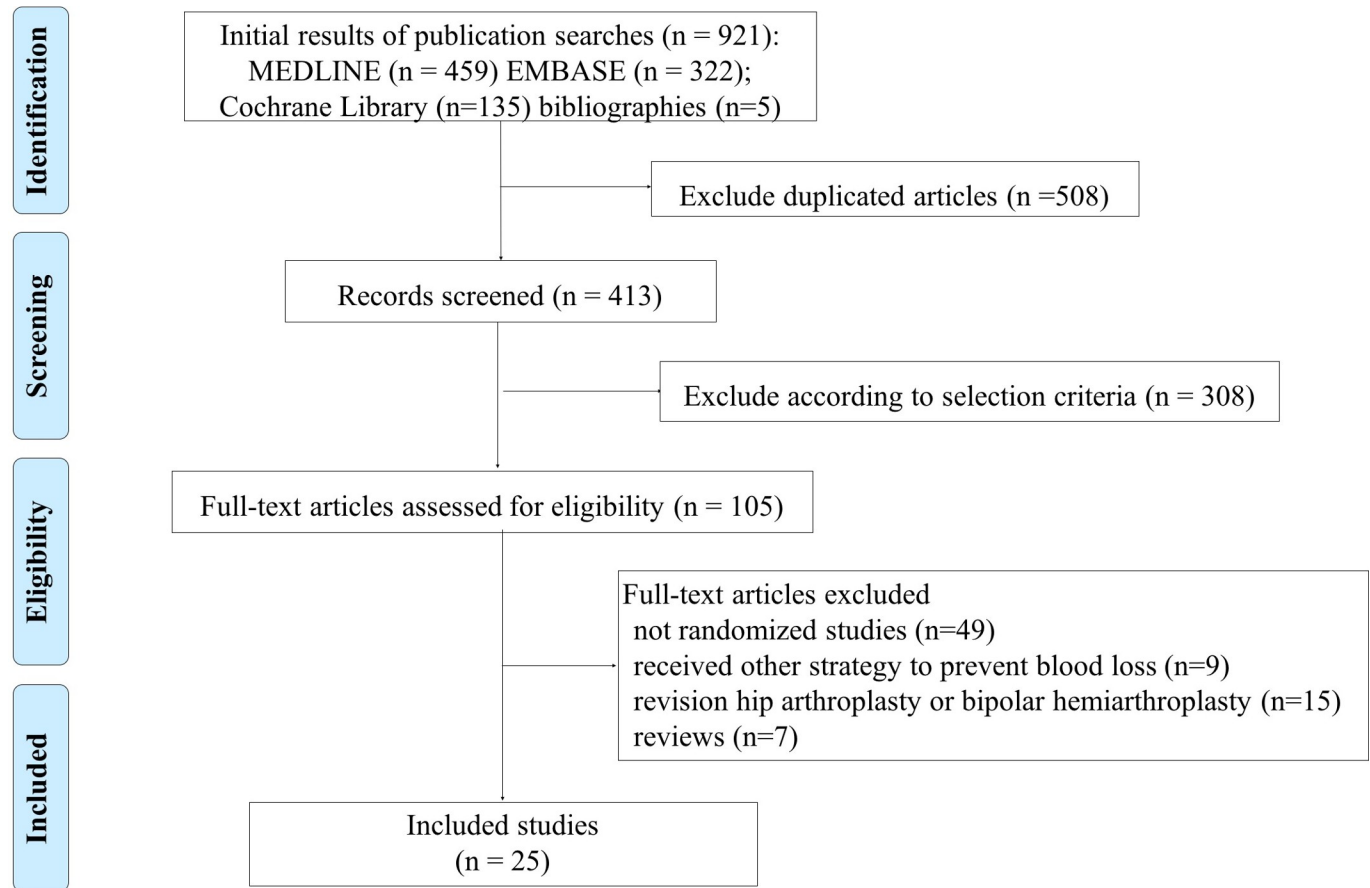 Identification
Initial results of publication searches (n = 921):
MEDLINE (n = 459) EMBASE (n = 322);
Cochrane Library (n=135) bibliographies (n=5)
Exclude duplicated articles (n =508)
Screening
Records screened (n = 413)
Exclude according to selection criteria (n = 308)
Eligibility
Full-text articles assessed for eligibility (n = 105)
Full-text articles excluded
not randomized studies (n=49)
received other strategy to prevent blood loss (n=9)
revision hip arthroplasty or bipolar hemiarthroplasty (n=15)
reviews (n=7)
Included
Included studies
(n = 25)